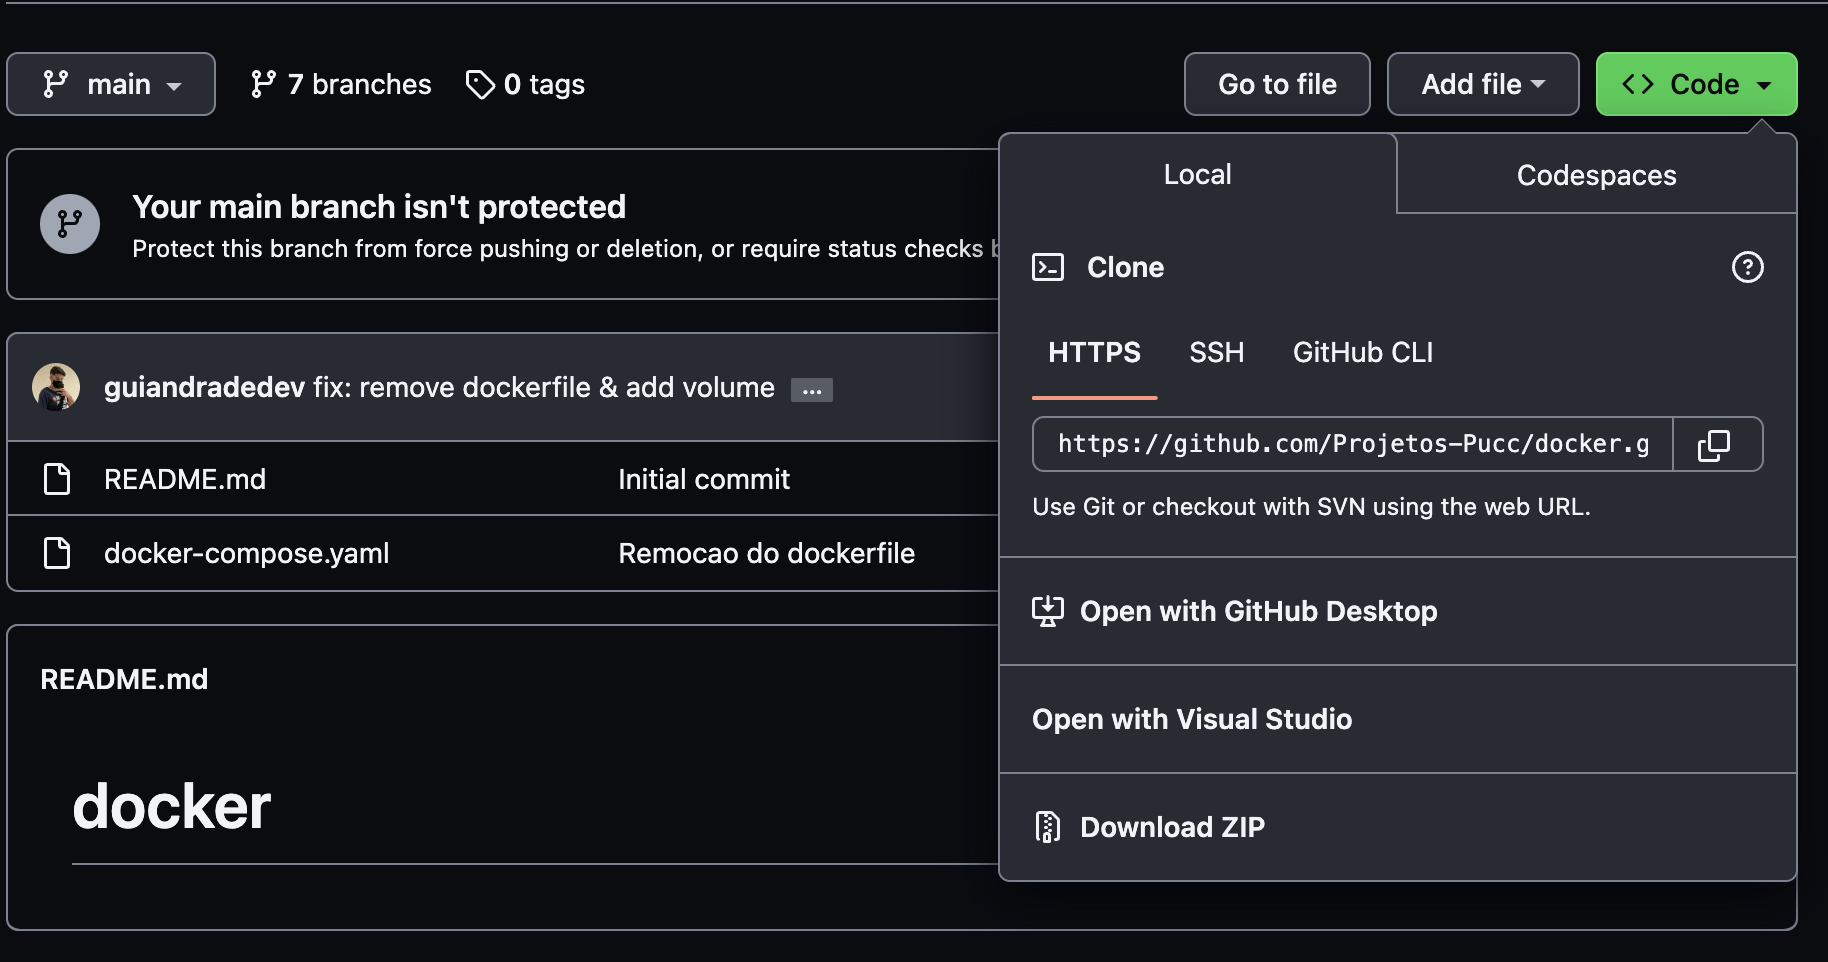 main
7 branches
0 tags
Go to file
Add file
Code
Your main branch isn't protected
Protect this branch from force pushing or deletion, or require status checks
guiandradedev fix: remove dockerfile & add volume ...
README.md Initial commit
docker-compose.yaml Remocao do dockerfile
README.md
docker
Local
Codespaces
Clone
HTTPS
SSH
GitHub CLI
https://github.com/Projetos-Pucc/docker.g
Use Git or checkout with SVN using the web URL.
Open with GitHub Desktop
Open with Visual Studio
Download ZIP